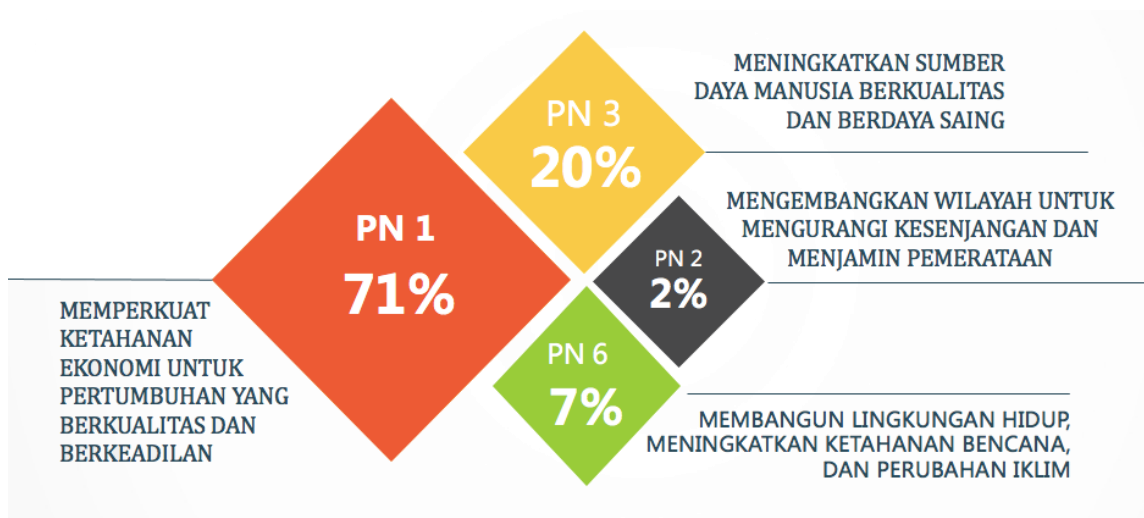 PN 1
71%
MEMPERKUAT
KETAHANAN
EKONOMI UNTUK
PERTUMBUHAN YANG
BERKUALITAS DAN
BERKEADILAN
PN 3
20%
MENINGKATKAN SUMBER
DAYA MANUSIA BERKUALITAS
DAN BERDAYA SAING
PN 2
2%
MENGEMBANGKAN WILAYAH UNTUK
MENGURANGI KESENJANGAN DAN
MENJAMIN PEMERATAAN
PN 6
7%
MEMBANGUN LINGKUNGAN HIDUP,
MENINGKATKAN KETAHANAN BENCANA,
DAN PERUBAHAN IKLIM